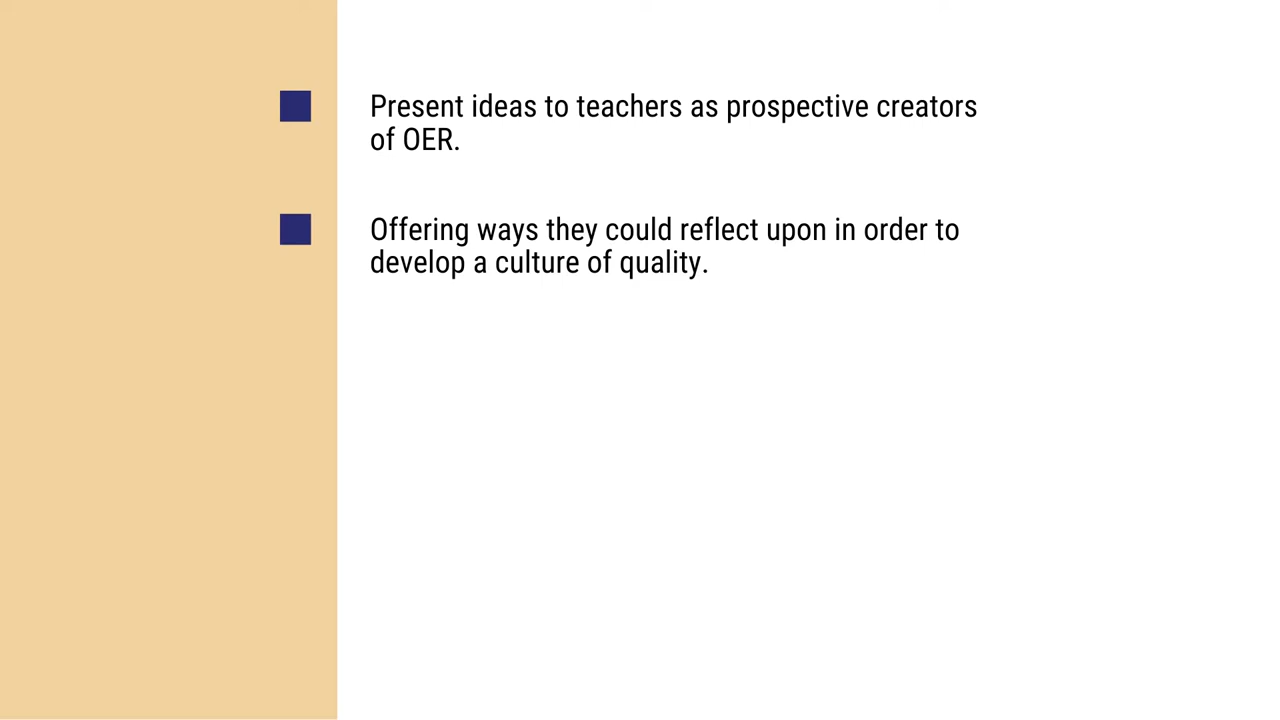 Present ideas to teachers as prospective creators
of OER.
Offering ways they could reflect upon in order to
develop a culture of quality.